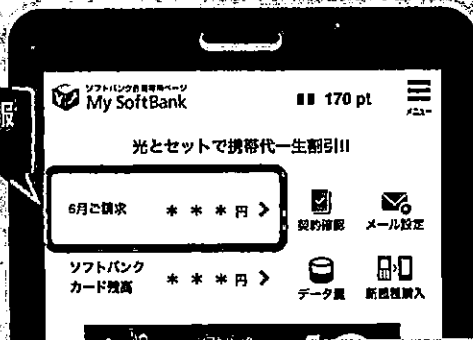 報
ソフトバンク会員専用ページ
My SoftBank
170 pt
メニュー
光とセットで携帯代一生割引!!
6月ご請求 * * * 円 >
契約確認
メール設定
ソフトバンク
カード残高 * * * 円 >
データ量
新機種購入